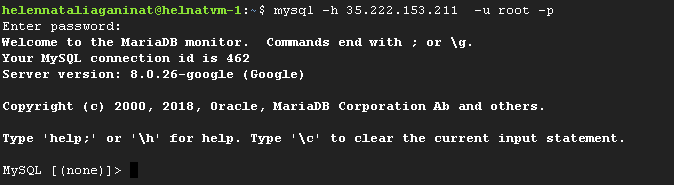 helennataliaganinat@helnatvm-1:~$ mysql -h 35.222.153.211  -u root -p
Enter password:
Welcome to the MariaDB monitor.  Commands end with ; or \g.
Your MySQL connection id is 462
Server version: 8.0.26-google (Google)

Copyright (c) 2000, 2018, Oracle, MariaDB Corporation Ab and others.

Type 'help;' or '\h' for help. Type '\c' to clear the current input statement.

MySQL [(none)]>